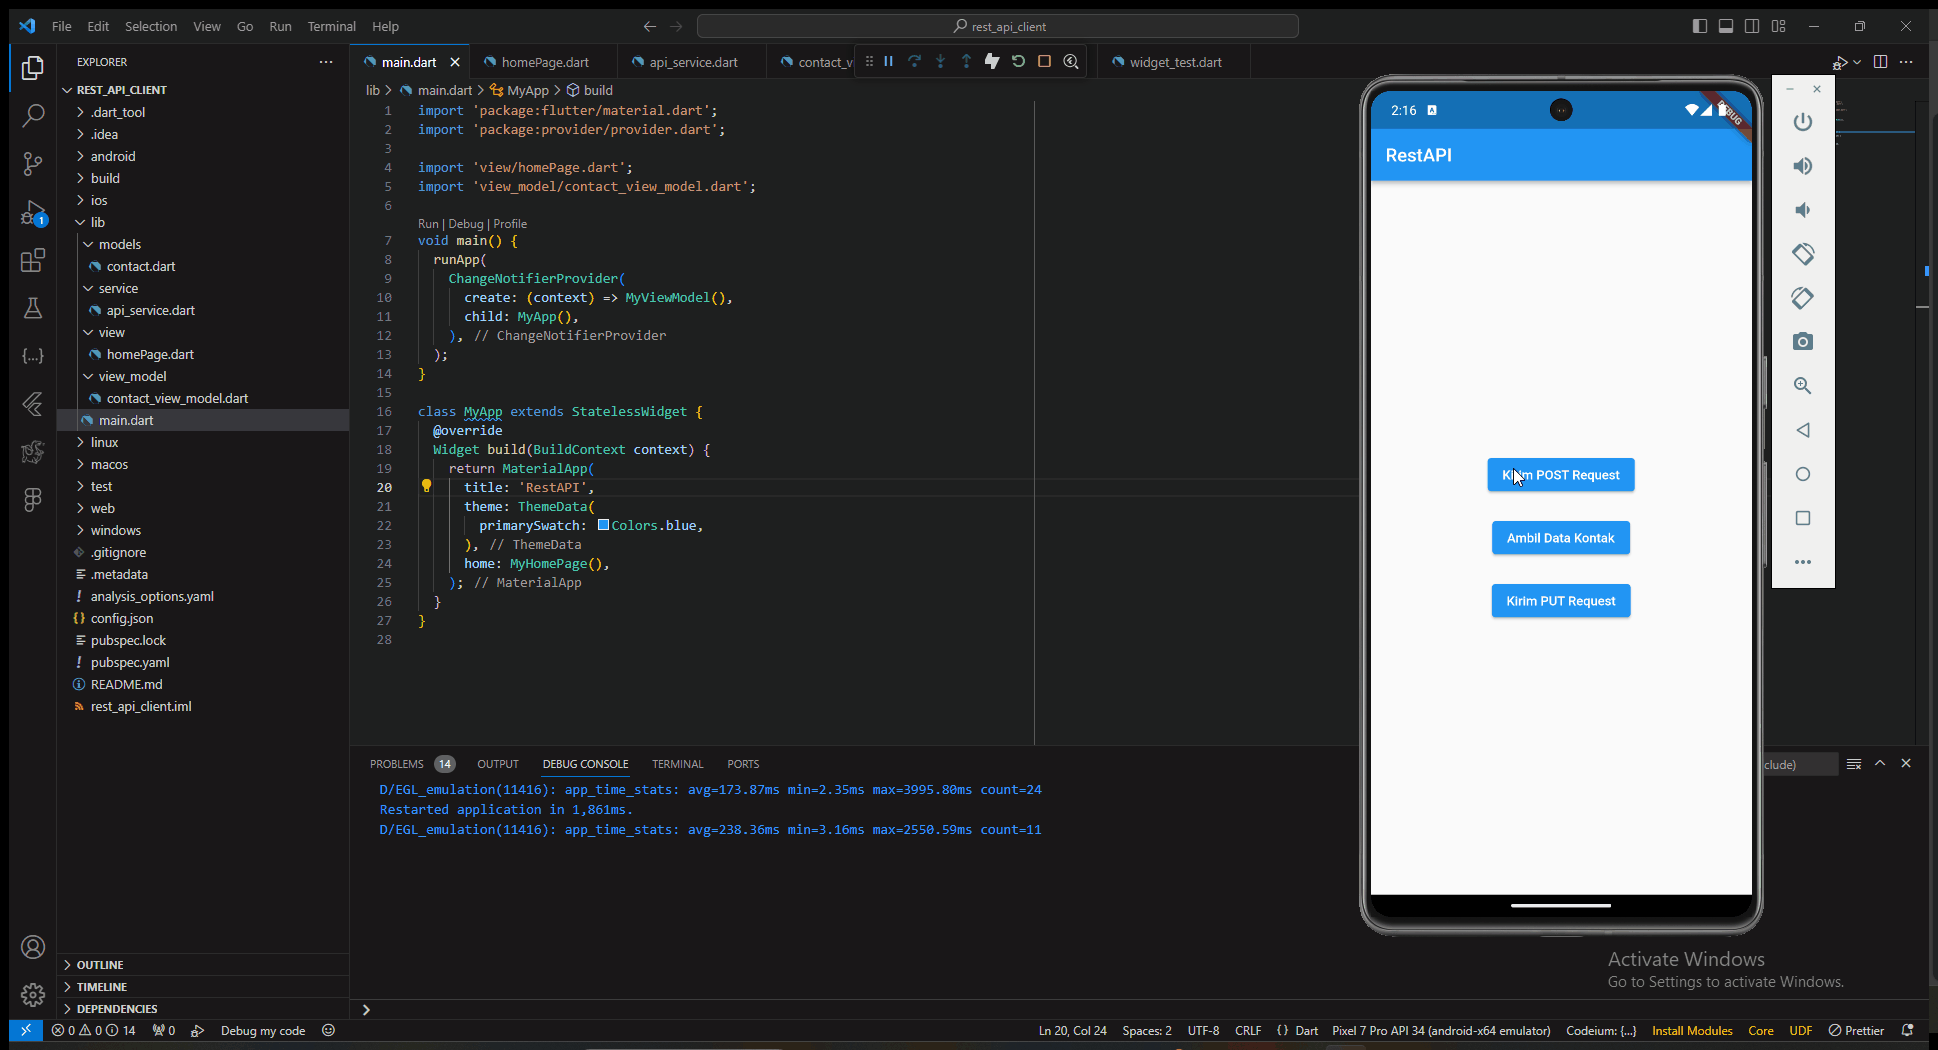 File Edit Selection View Go Run Terminal Help
rest_api_client
EXPLORER
main.dart
homePage.dart
api_service.dart
contact_v
widget_test.dart
REST_API_CLIENT
.dart_tool
.idea
android
build
ios
lib
models
contact.dart
service
api_service.dart
view
homePage.dart
view_model
contact_view_model.dart
main.dart
linux
macos
test
web
windows
.gitignore
.metadata
analysis_options.yaml
config.json
pubspec.lock
pubspec.yaml
README.md
rest_api_client.iml
OUTLINE
TIMELINE
DEPENDENCIES
lib > main.dart > MyApp > build
1 import 'package:flutter/material.dart';
2 import 'package:provider/provider.dart';
3
4 import 'view/homePage.dart';
5 import 'view_model/contact_view_model.dart';
6
Run | Debug | Profile
7 void main() {
8 runApp(
9 ChangeNotifierProvider(
10 create: (context) => MyViewModel(),
11 child: MyApp(),
12 ), // ChangeNotifierProvider
13 );
14 }
15
16 class MyApp extends StatelessWidget {
17 @override
18 Widget build(BuildContext context) {
19 return MaterialApp(
20 title: 'RestAPI',
21 theme: ThemeData(
22 primarySwatch: Colors.blue,
23 ), // ThemeData
24 home: MyHomePage(),
25 ); // MaterialApp
26 }
27 }
28
2:16
DEBUG
RestAPI
Kirim POST Request
Ambil Data Kontak
Kirim PUT Request
PROBLEMS 14 OUTPUT DEBUG CONSOLE TERMINAL PORTS
clude)
D/EGL_emulation(11416): app_time_stats: avg=173.87ms min=2.35ms max=3995.80ms count=24
Restarted application in 1,861ms.
D/EGL_emulation(11416): app_time_stats: avg=238.36ms min=3.16ms max=2550.59ms count=11
Activate Windows
Go to Settings to activate Windows.
0 0 14 0 Debug my code Ln 20, Col 24 Spaces: 2 UTF-8 CRLF {} Dart Pixel 7 Pro API 34 (android-x64 emulator) Codeium: {...} Install Modules Core UDF Prettier